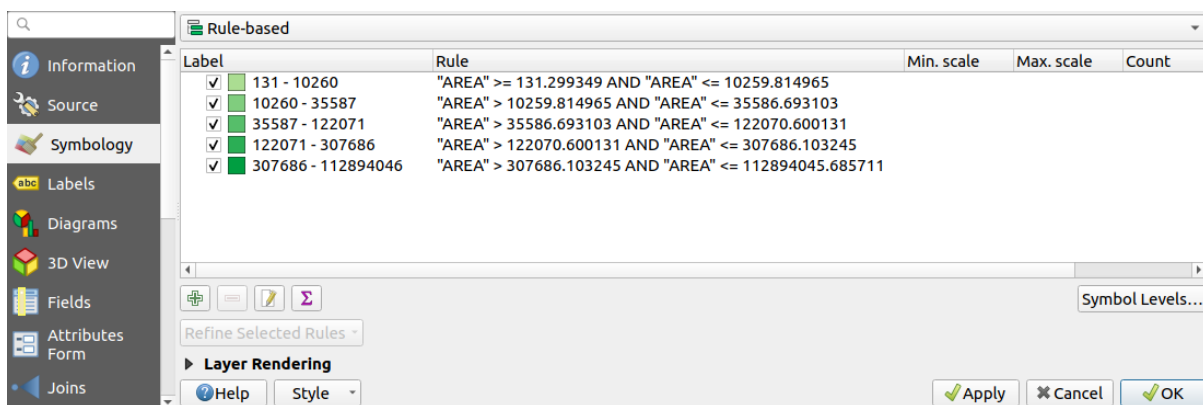 Rule-based
Information
Source
Symbology
abc Labels
Diagrams
3D View
Fields
Attributes
Form
Joins
Label Rule Min. scale Max. scale Count
131 - 10260 "AREA" >= 131.299349 AND "AREA" <= 10259.814965
10260 - 35587 "AREA" > 10259.814965 AND "AREA" <= 35586.693103
35587 - 122071 "AREA" > 35586.693103 AND "AREA" <= 122070.600131
122071 - 307686 "AREA" > 122070.600131 AND "AREA" <= 307686.103245
307686 - 112894046 "AREA" > 307686.103245 AND "AREA" <= 112894045.685711
Σ
Symbol Levels...
Refine Selected Rules
Layer Rendering
?Help Style Apply Cancel OK